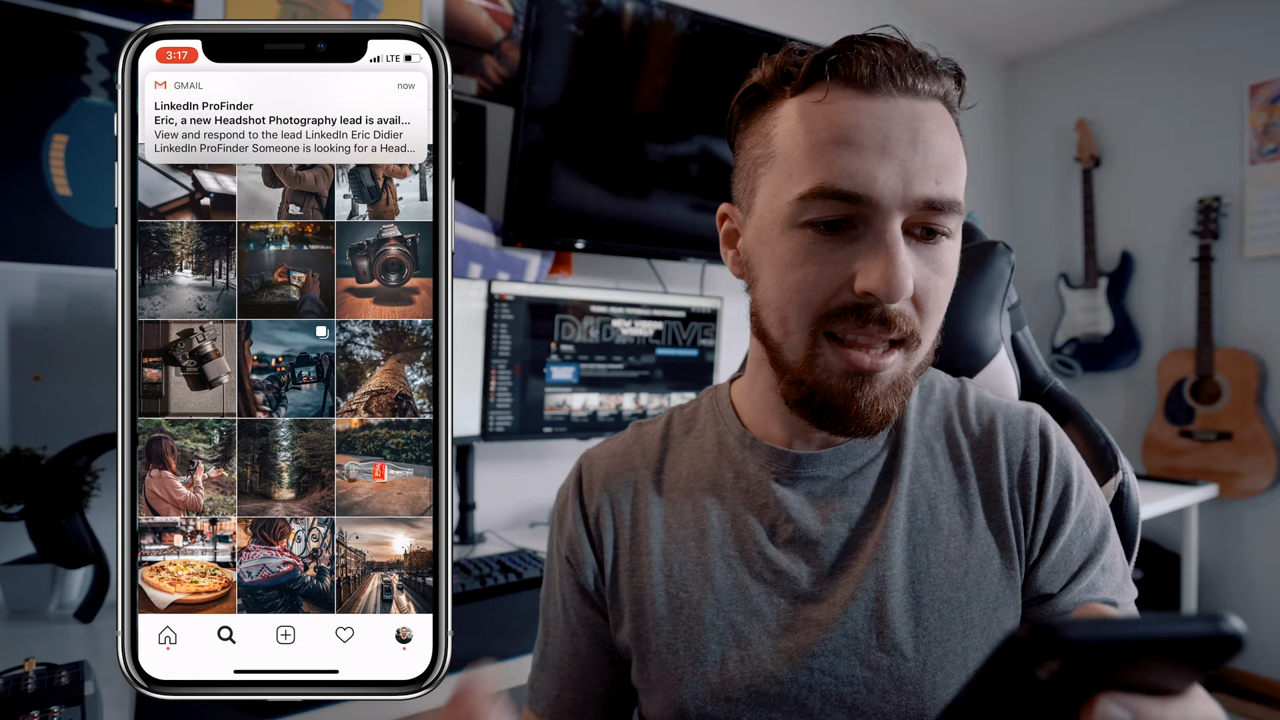 3:17
LTE
GMAIL
now
LinkedIn ProFinder
Eric, a new Headshot Photography lead is avail...
View and respond to the lead LinkedIn Eric Didier
LinkedIn ProFinder Someone is looking for a Head...